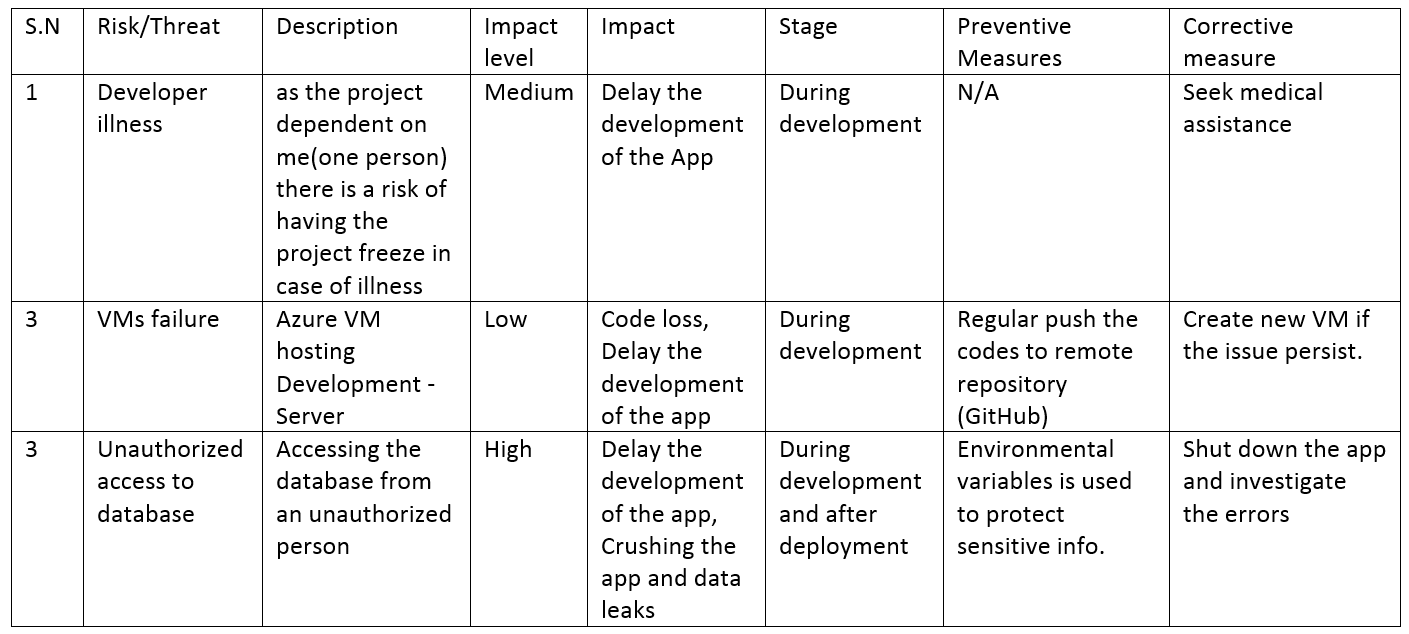 S.N
Risk/Threat
Description
Impact
level
Impact
Stage
Preventive
Measures
Corrective
measure
1
Developer
illness
as the project
dependent on
me(one person)
there is a risk of
having the
project freeze in
case of illness
Medium
Delay the
development
of the App
During
development
N/A
Seek medical
assistance
3
VMs failure
Azure VM
hosting
Development -
Server
Low
Code loss,
Delay the
development
of the app
During
development
Regular push the
codes to remote
repository
(GitHub)
Create new VM if
the issue persist.
3
Unauthorized
access to
database
Accessing the
database from
an unauthorized
person
High
Delay the
development
of the app,
Crushing the
app and data
leaks
During
development
and after
deployment
Environmental
variables is used
to protect
sensitive info.
Shut down the app
and investigate
the errors